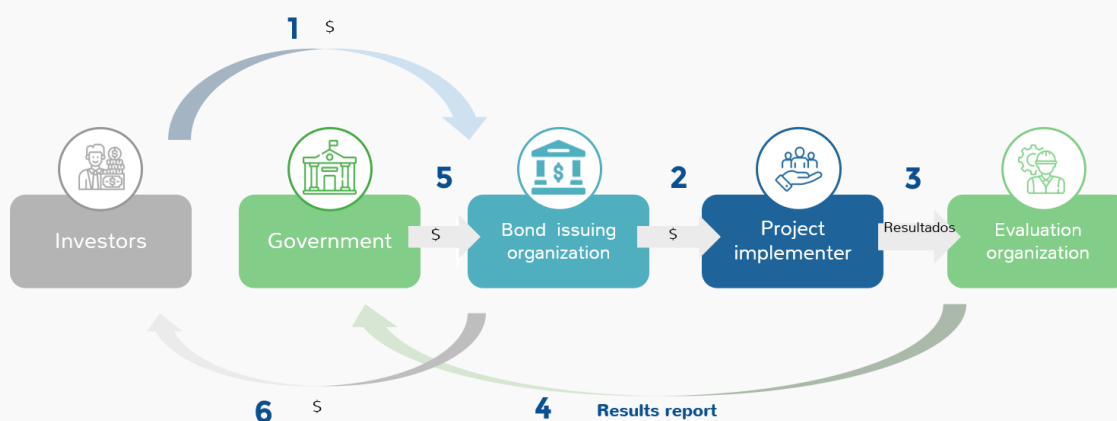 1 $
5
2
3
Investors
Government
$
Bond issuing
organization
$
Project
implementer
Resultados
Evaluation
organization
6 $
4 Results report